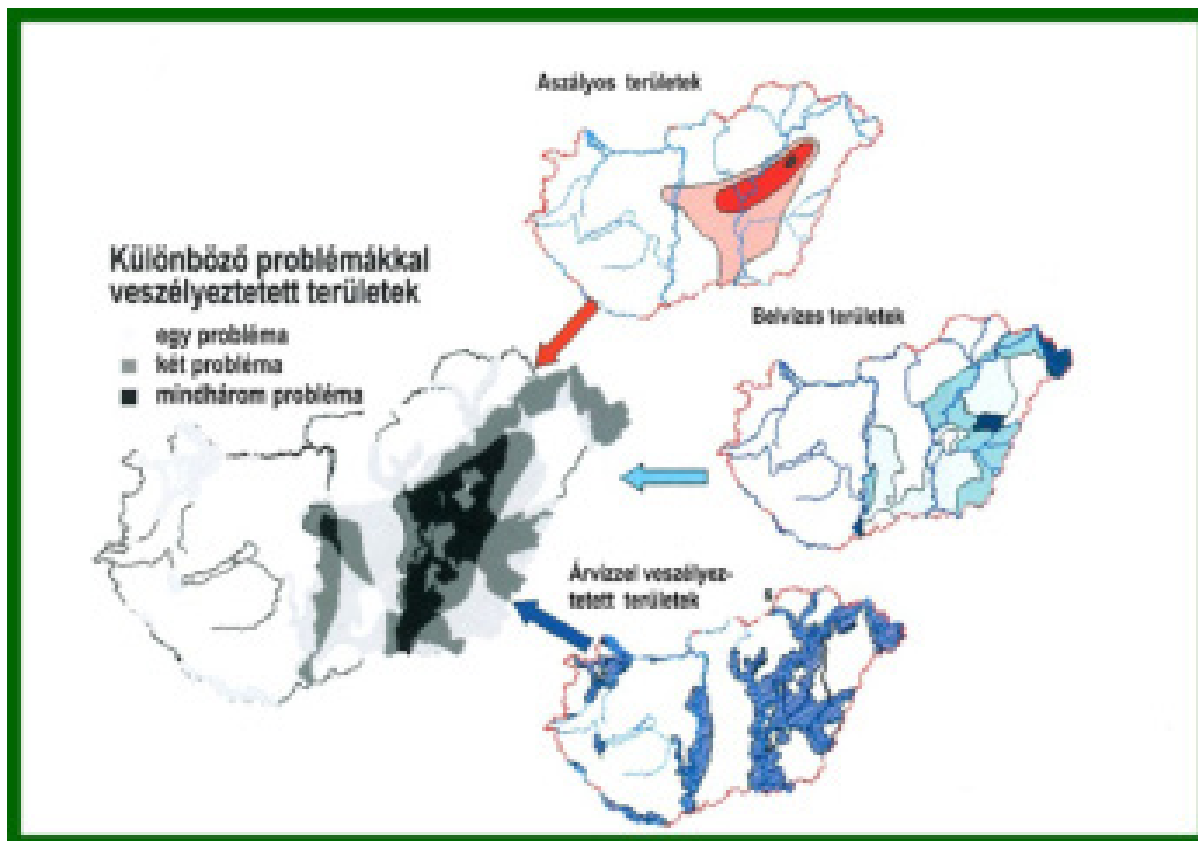 Aszályos területek
Különböző problémákkal
veszélyeztetett területek
egy probléma
két probléma
mindhárom probléma
Belvizes területek
Árvízzel veszélyez-
tetett területek